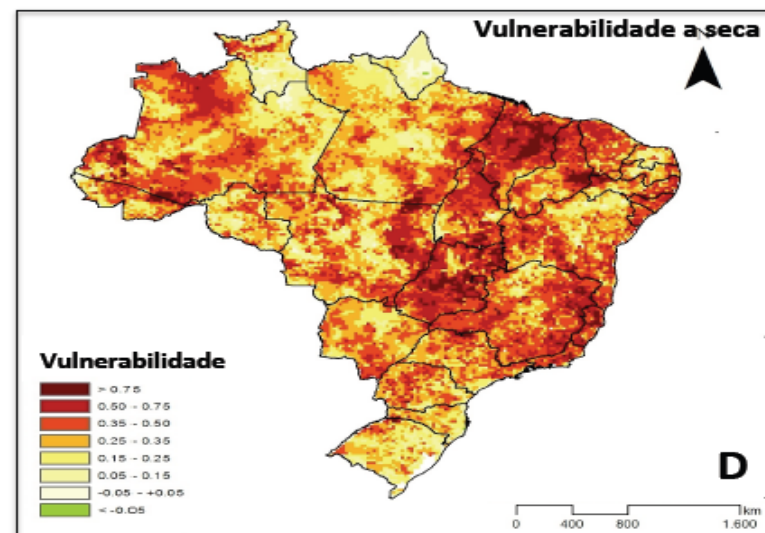 Vulnerabilidade a seca
N
Vulnerabilidade
> 0.75
0.50 - 0.75
0.35 - 0.50
0.25 - 0.35
0.15 - 0.25
0.05 - 0.15
-0.05 - +0.05
< -0.05
D
km
0 400 800 1.600